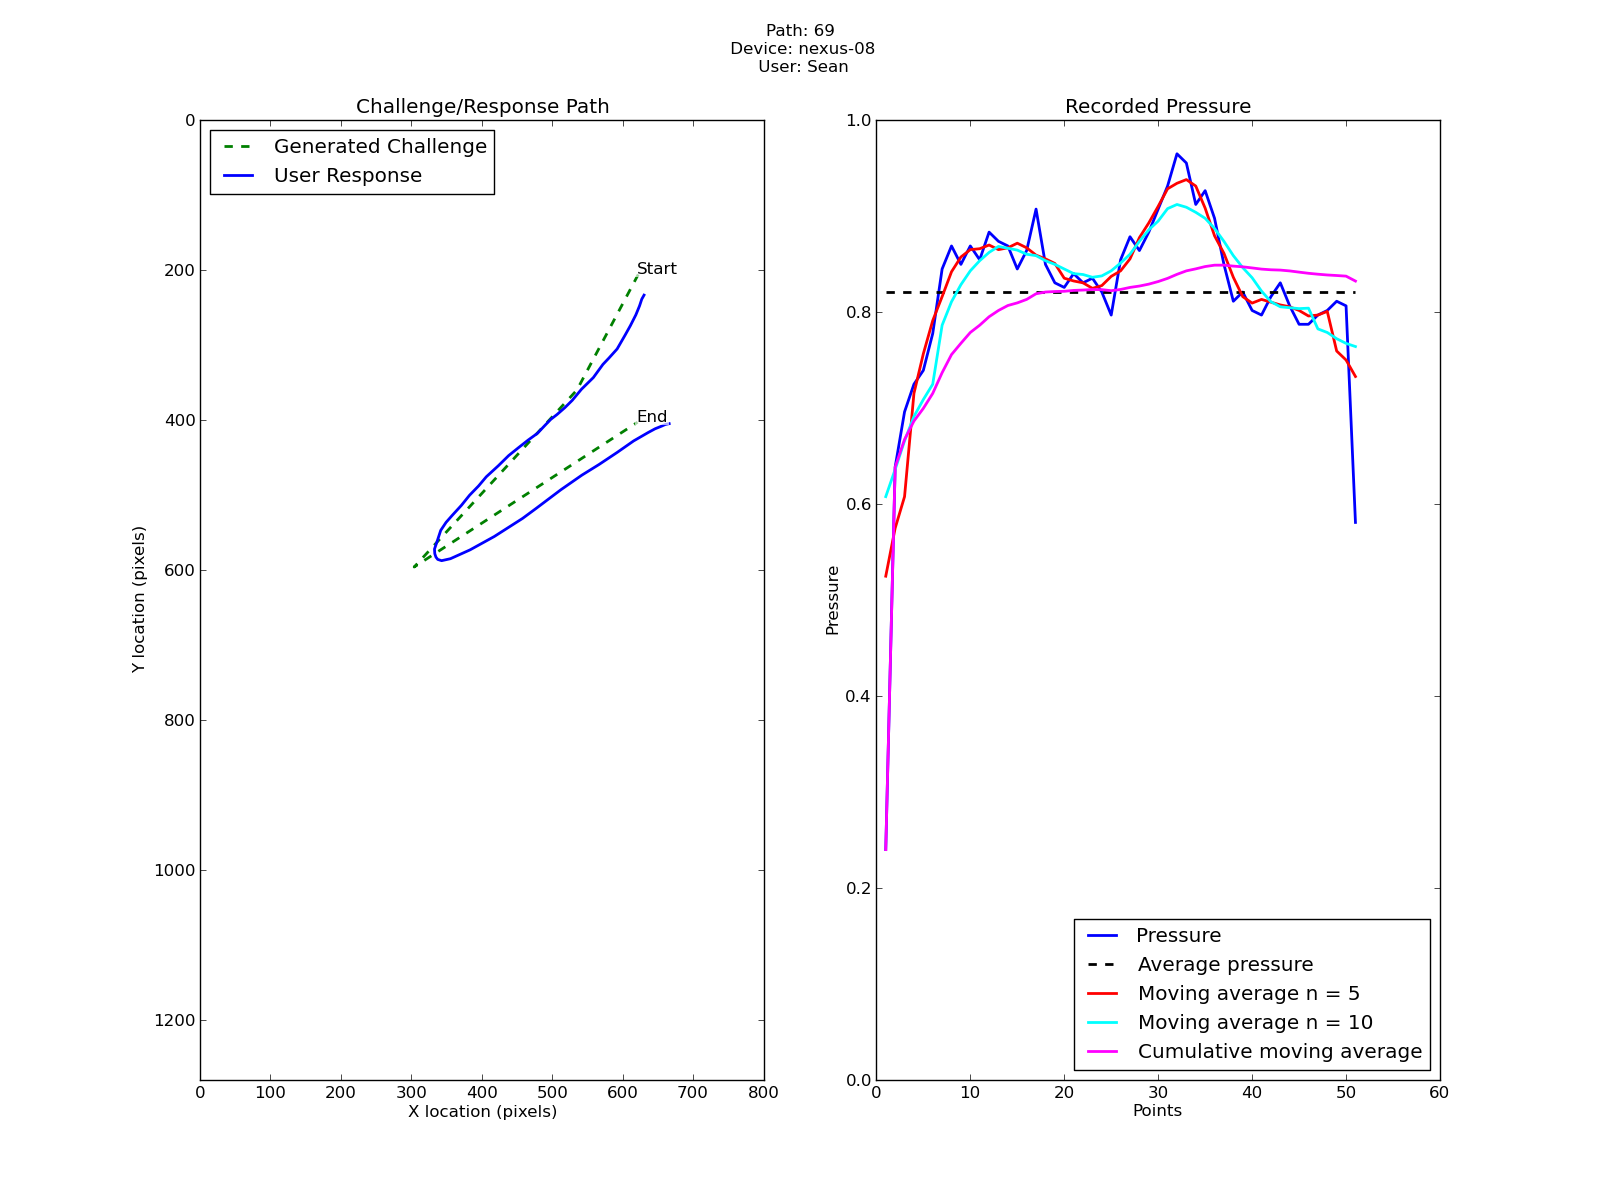 Path: 69
Device: nexus-08
User: Sean
Challenge/Response Path
0
200
400
600
800
1000
1200
Y location (pixels)
Generated Challenge
User Response
Start
End
0 100 200 300 400 500 600 700 800
X location (pixels)
Recorded Pressure
1.0
0.8
0.6
0.4
0.2
0.0
Pressure
Pressure
Average pressure
Moving average n = 5
Moving average n = 10
Cumulative moving average
0 10 20 30 40 50 60
Points